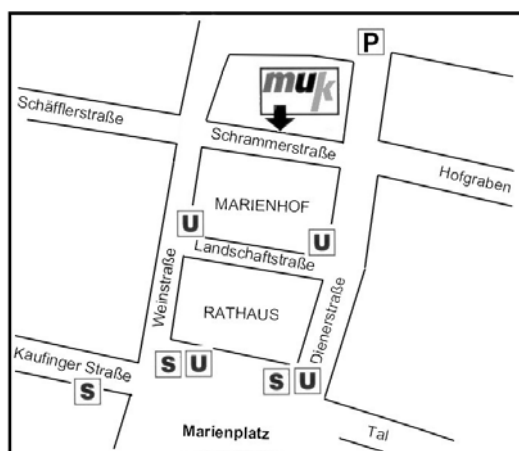 P
muk
Schäfflerstraße
Schrammerstraße
Hofgraben
MARIENHOF
U
U
Landschaftstraße
Weinstraße
RATHAUS
Dienerstraße
Kaufinger Straße
S U
S U
S
Marienplatz
Tal